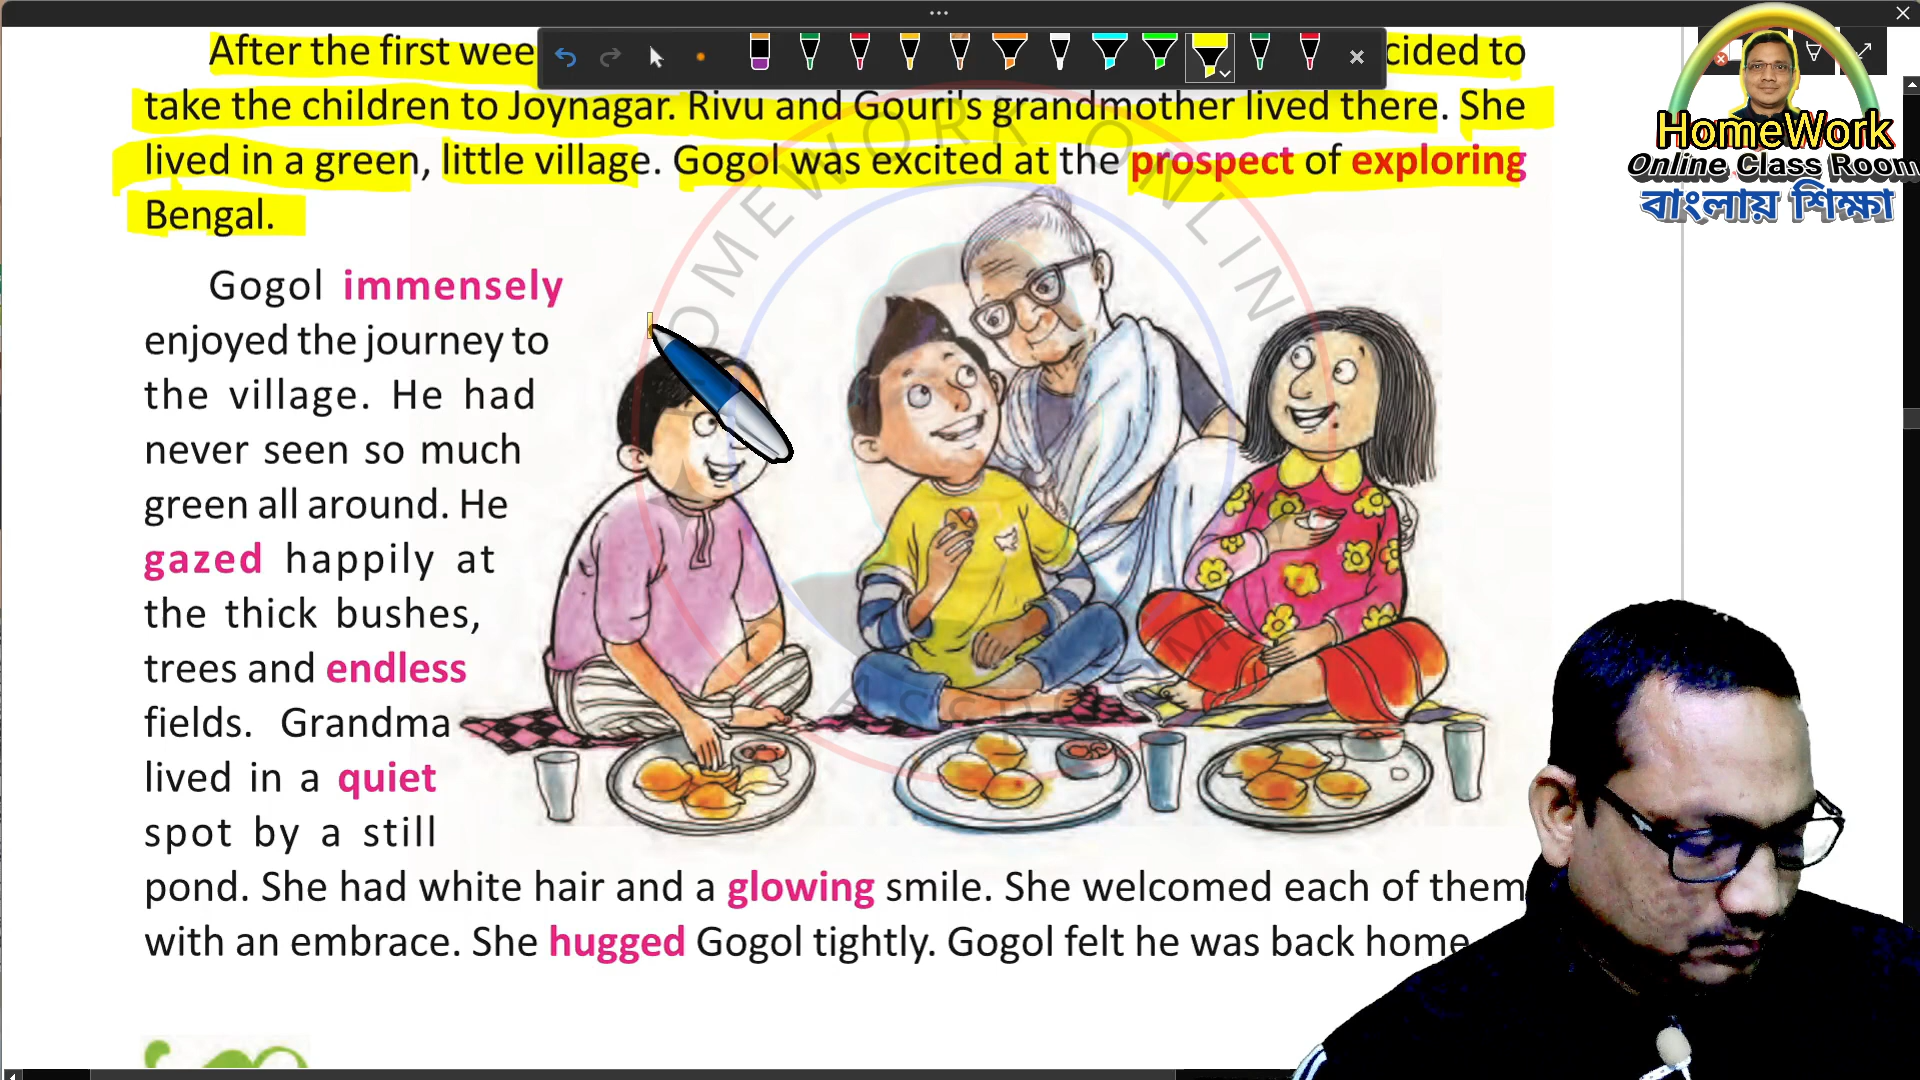 After the first wee
cided to
take the children to Joynagar. Rivu and Gouri's grandmother lived there. She
lived in a green, little village. Gogol was excited at the prospect of exploring
Bengal.
Gogol immensely
enjoyed the journey to
the village. He had
never seen so much
green all around. He
gazed happily at
the thick bushes,
trees and endless
fields. Grandma
lived in a quiet
spot by a still
pond. She had white hair and a glowing smile. She welcomed each of them
with an embrace. She hugged Gogol tightly. Gogol felt he was back home
HomeWork
Online Class Room
বাংলায় শিক্ষা
HOMEWORK ONLIN